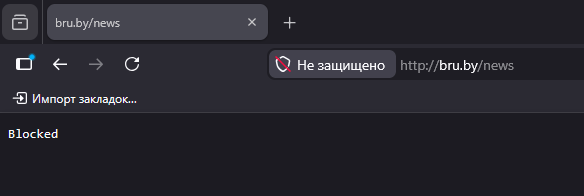 bru.by/news
Не защищено http://bru.by/news
Импорт закладок...
Blocked